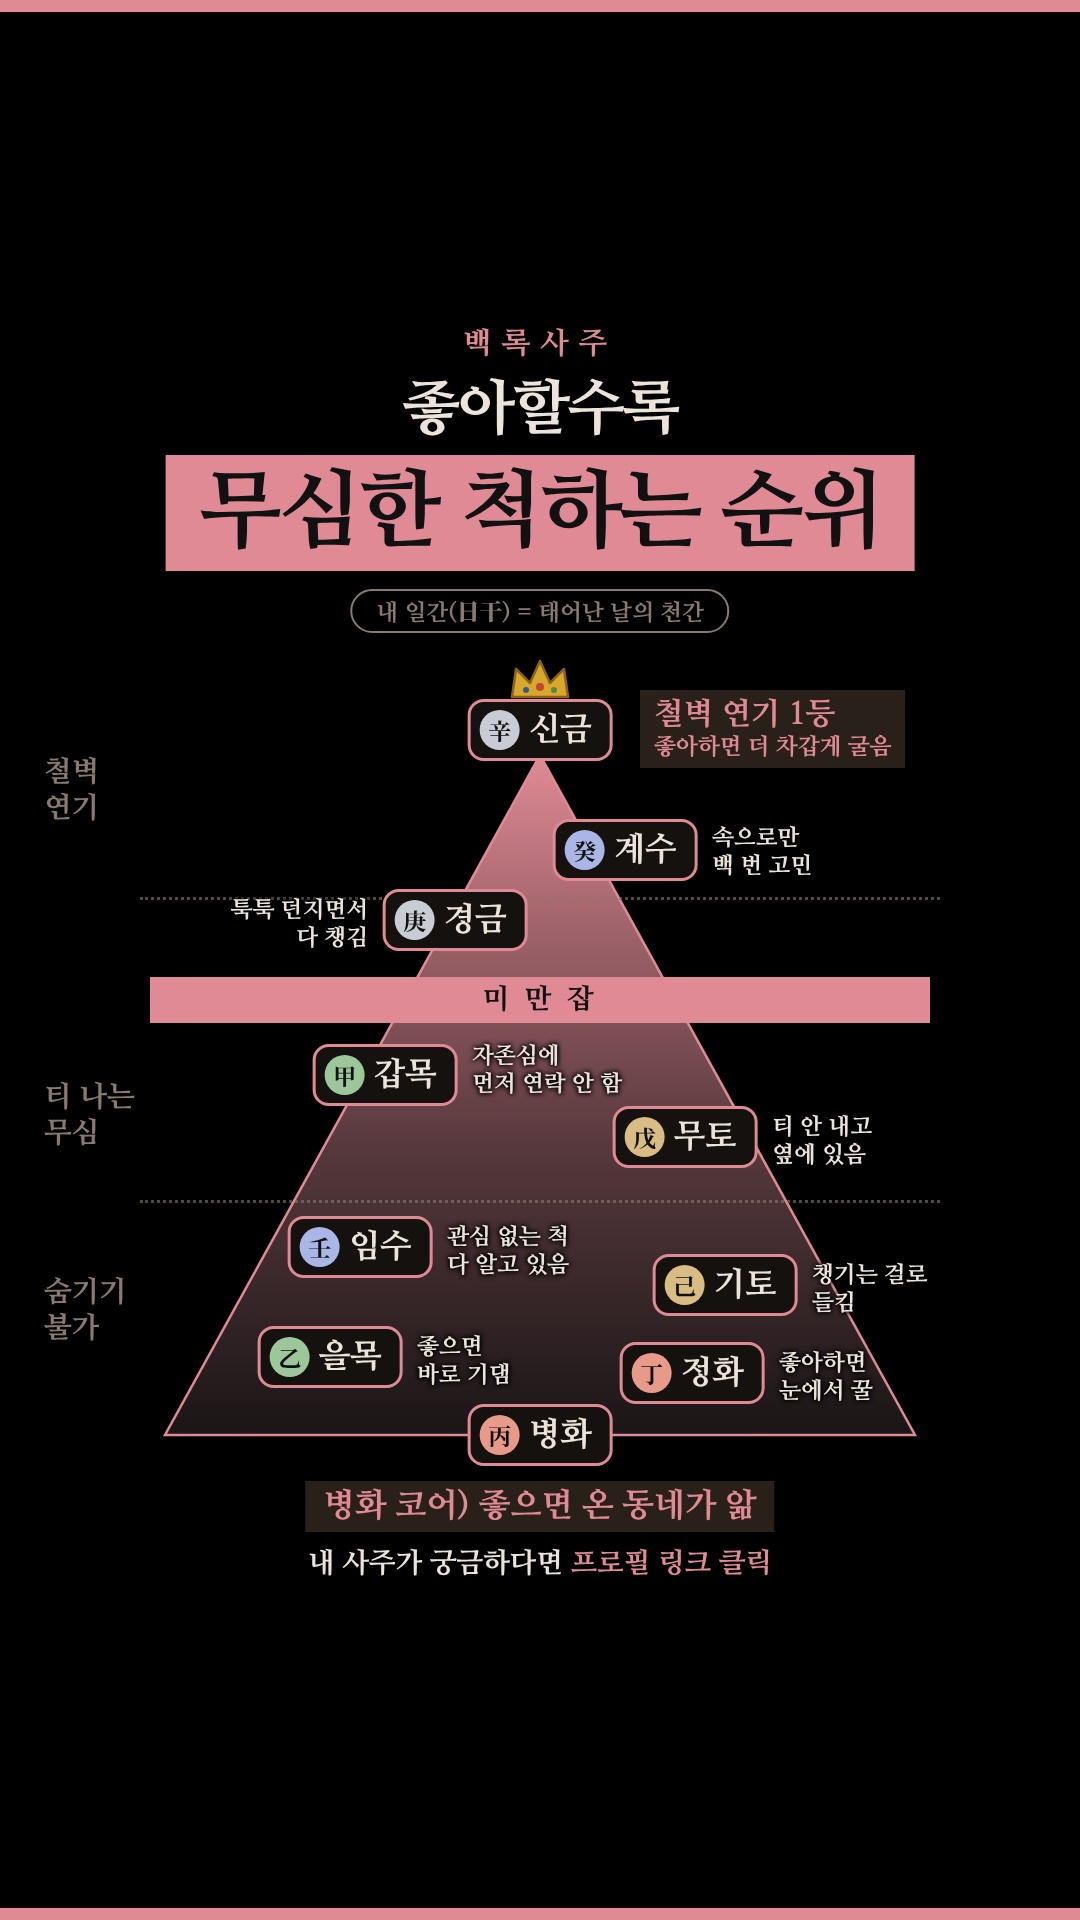 백록사주
좋아할수록
무심한 척하는 순위
내 일간(日干) = 태어난 날의 천간
辛 신금
철벽 연기 1등
좋아하면 더 차갑게 굴음
철벽
연기
癸 계수
속으로만
백 번 고민
툭툭 던지면서
다 챙김
庚 경금
미만잡
甲 갑목
자존심에
먼저 연락 안 함
티 나는
무심
戊 무토
티 안 내고
옆에 있음
壬 임수
관심 없는 척
다 알고 있음
己 기토
챙기는 걸로
들킴
숨기기
불가
乙 을목
좋으면
바로 기댐
丁 정화
좋아하면
눈에서 꿀
丙 병화
병화 코어) 좋으면 온 동네가 앎
내 사주가 궁금하다면 프로필 링크 클릭